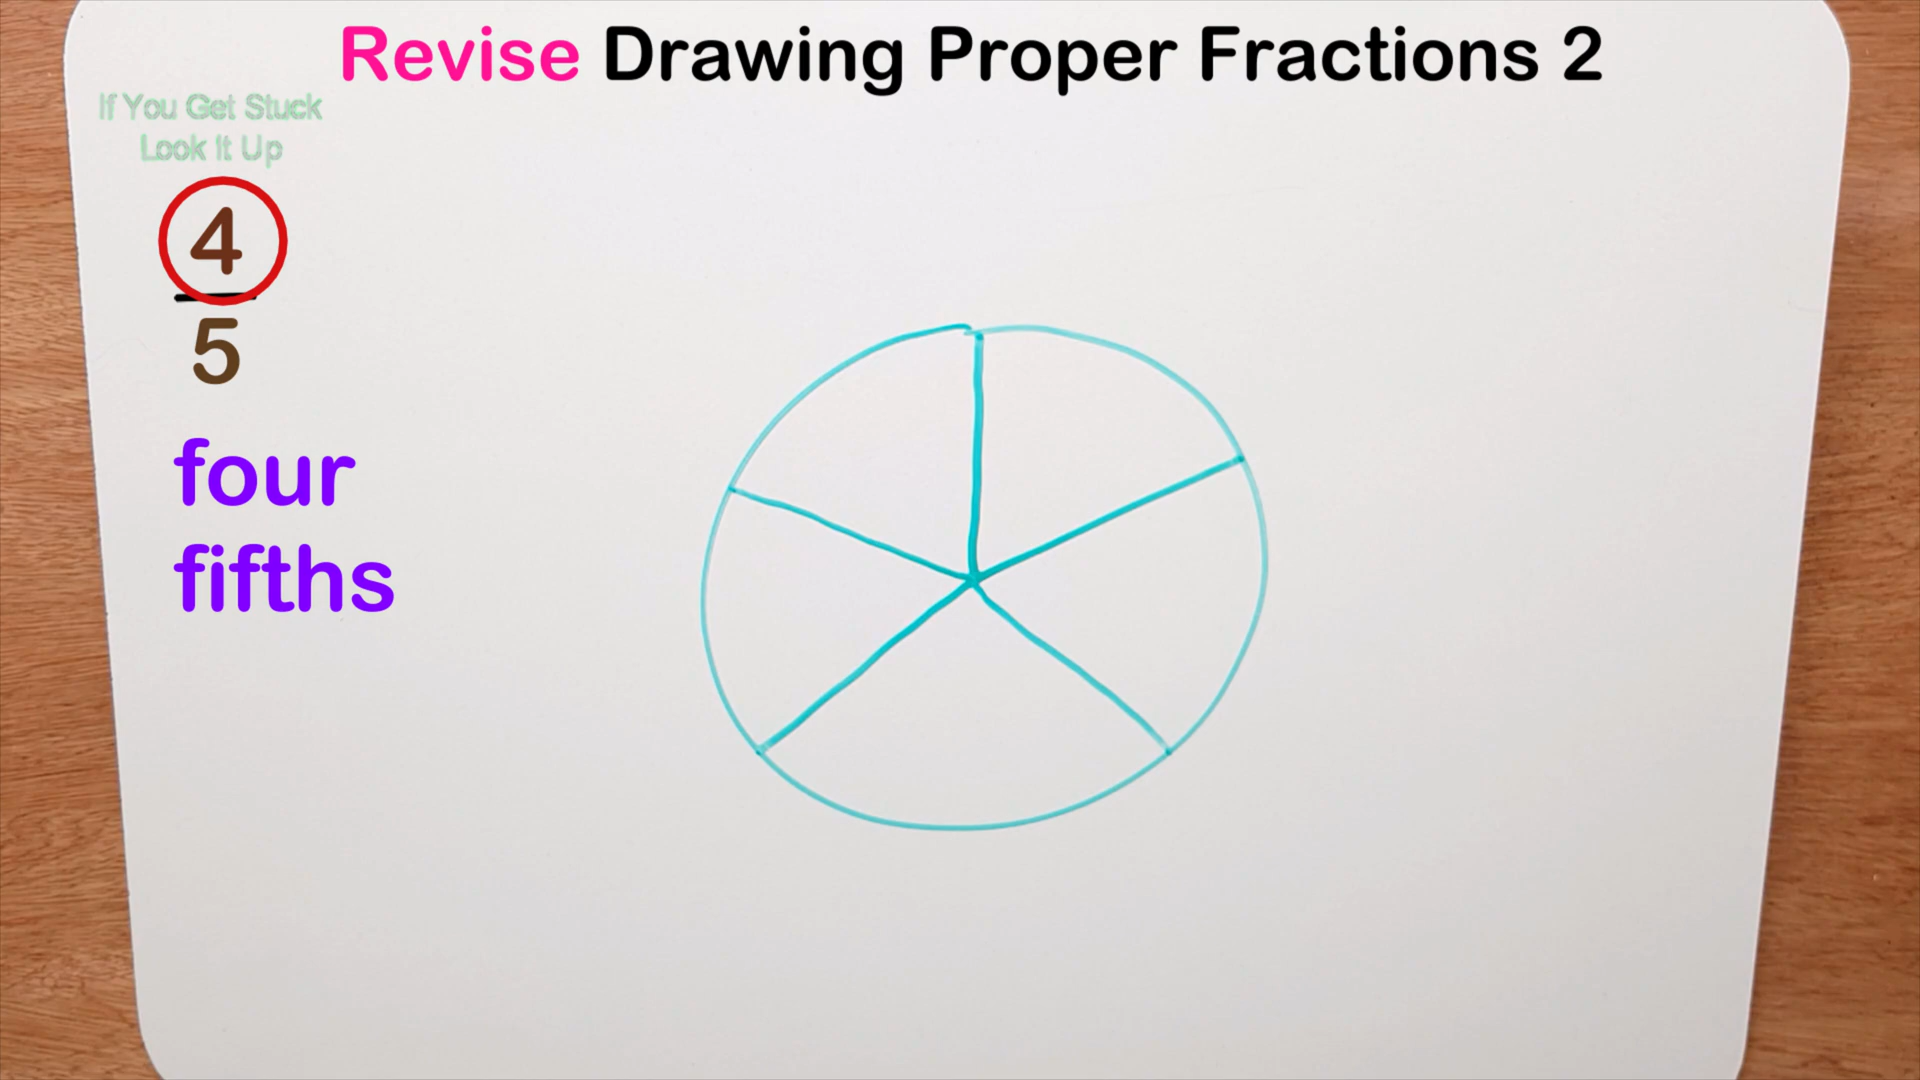 Revise Drawing Proper Fractions 2
If You Get Stuck
Look It Up
4
5
four
fifths